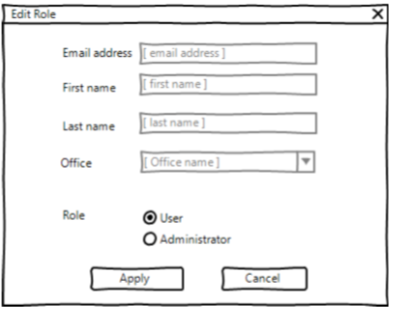 Edit Role
Email address [ email address ]
First name [ first name ]
Last name [ last name ]
Office [ Office name ]
Role User
Administrator
Apply Cancel